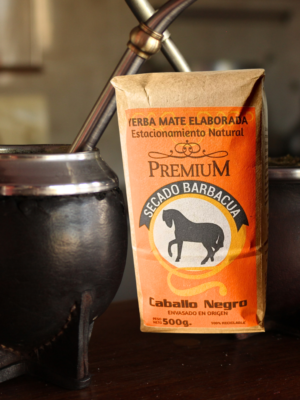 YERBA MATE ELABORADA
Estacionamiento Natural
PREMIUM
SECADO BARBACUA
Caballo Negro
ENVASADO EN ORIGEN
500g.